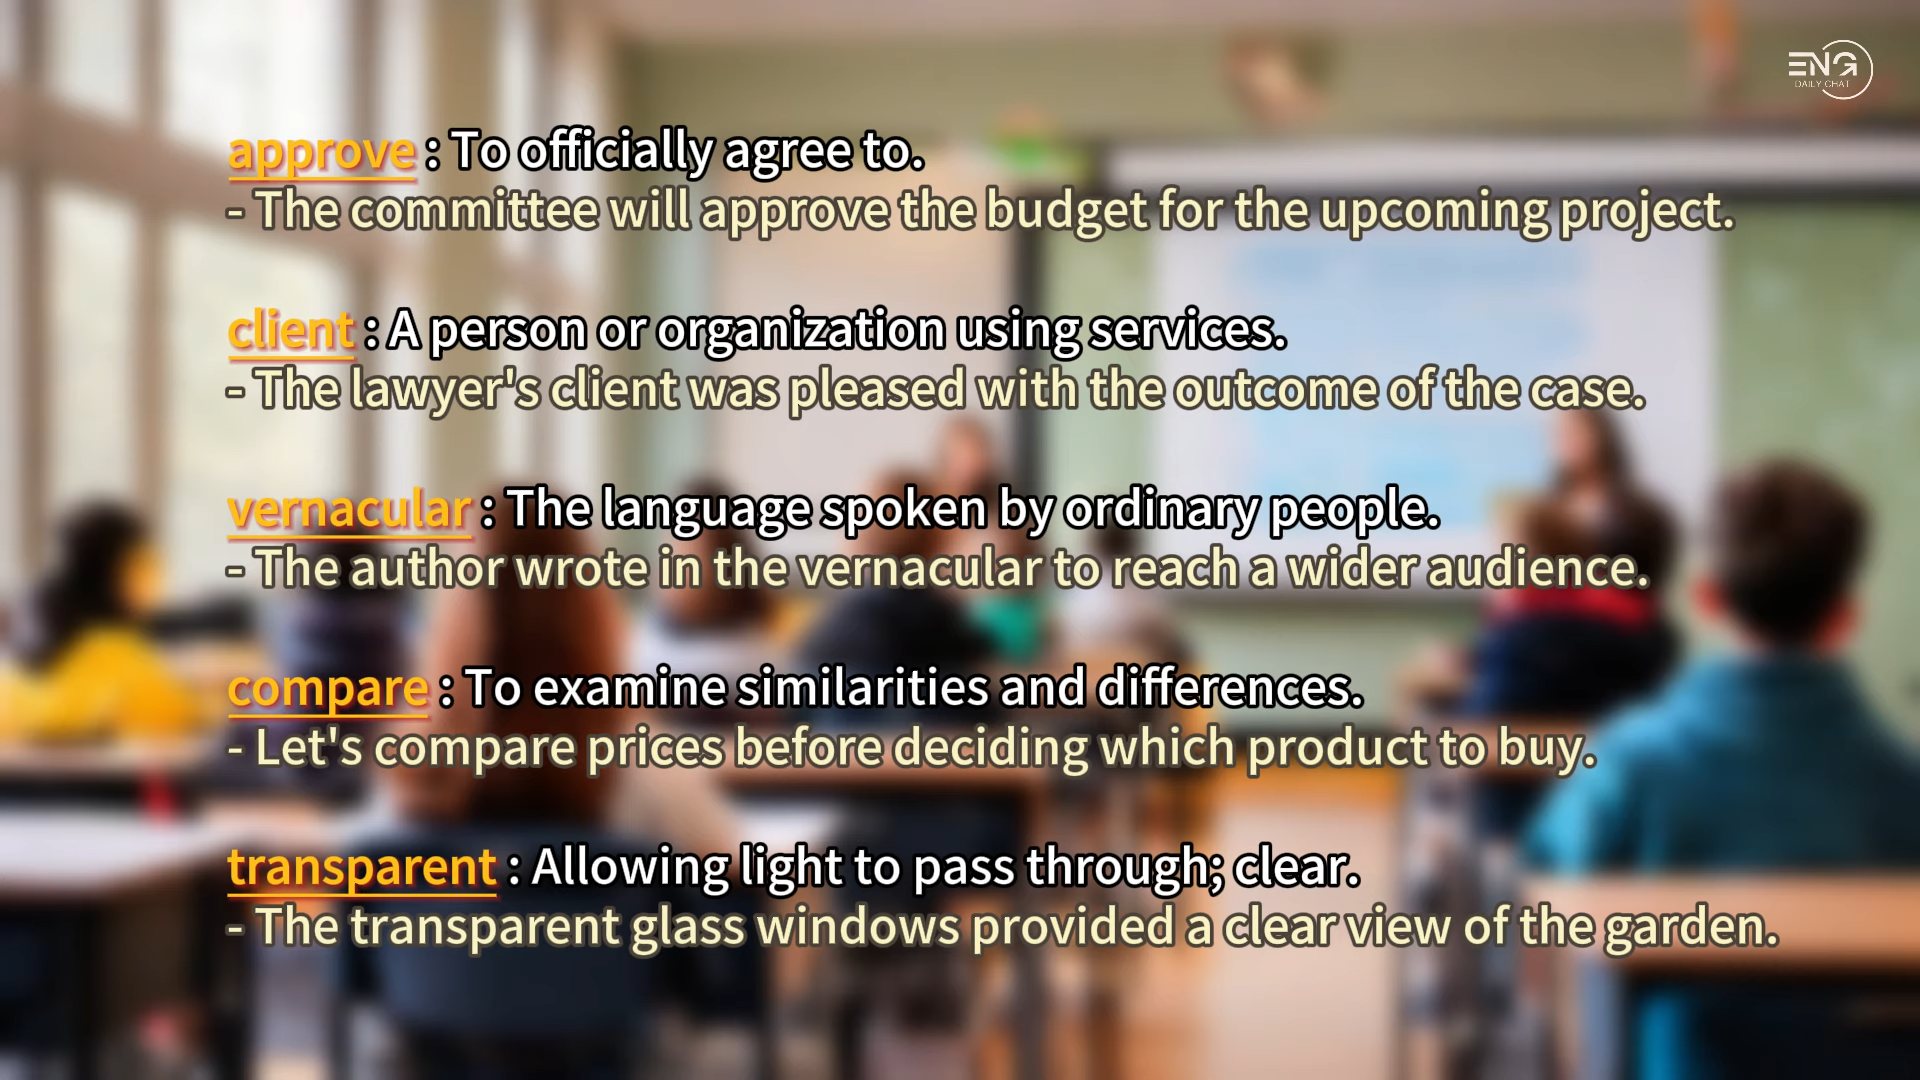 ENG
DAILY CHAT
approve : To officially agree to.
- The committee will approve the budget for the upcoming project.
client : A person or organization using services.
- The lawyer's client was pleased with the outcome of the case.
vernacular : The language spoken by ordinary people.
- The author wrote in the vernacular to reach a wider audience.
compare : To examine similarities and differences.
- Let's compare prices before deciding which product to buy.
transparent : Allowing light to pass through; clear.
- The transparent glass windows provided a clear view of the garden.